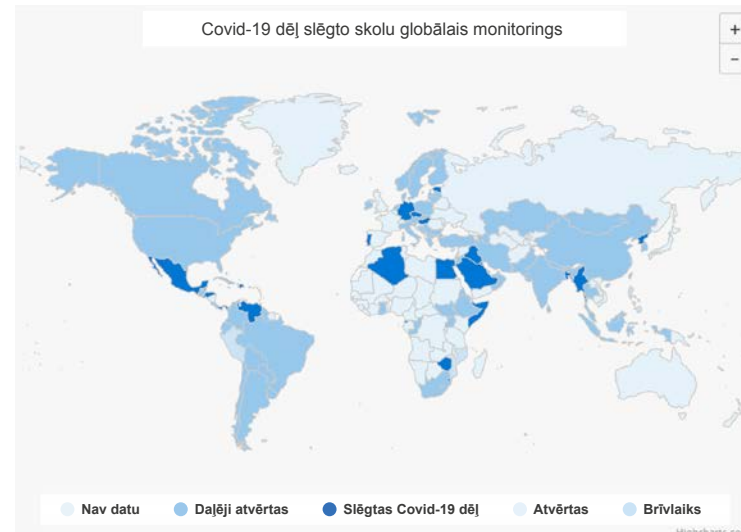 Covid-19 dēļ slēgto skolu globālais monitorings
+
−
Nav datu Daļēji atvērtas Slēgtas Covid-19 dēļ Atvērtas Brīvlaiks